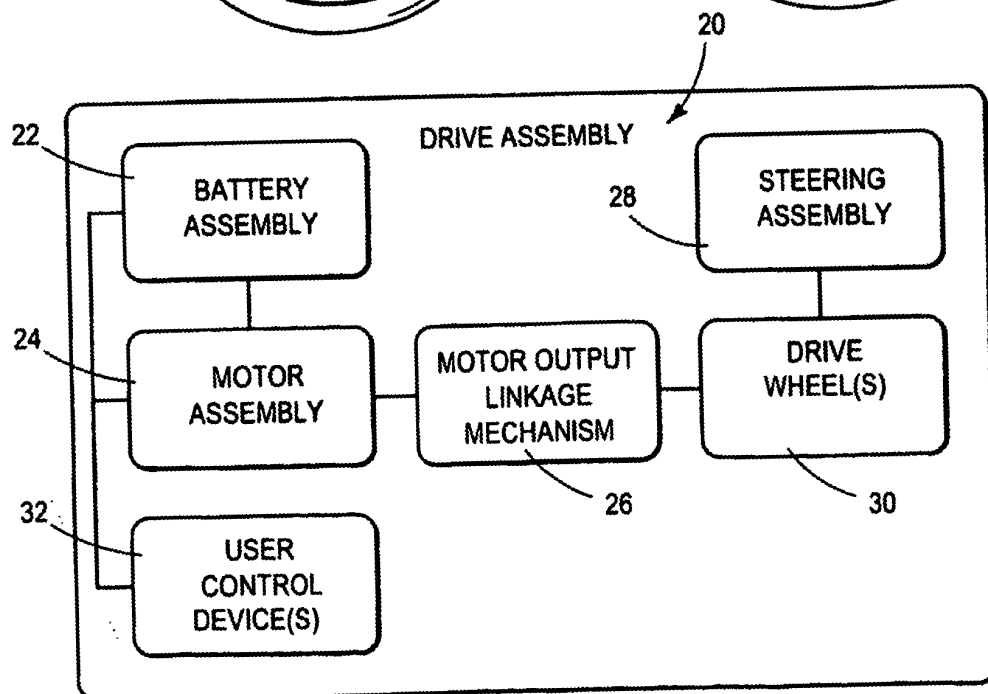 20
DRIVE ASSEMBLY
22
BATTERY
ASSEMBLY
28
STEERING
ASSEMBLY
24
MOTOR
ASSEMBLY
MOTOR OUTPUT
LINKAGE
MECHANISM
26
DRIVE
WHEEL(S)
30
32
USER
CONTROL
DEVICE(S)